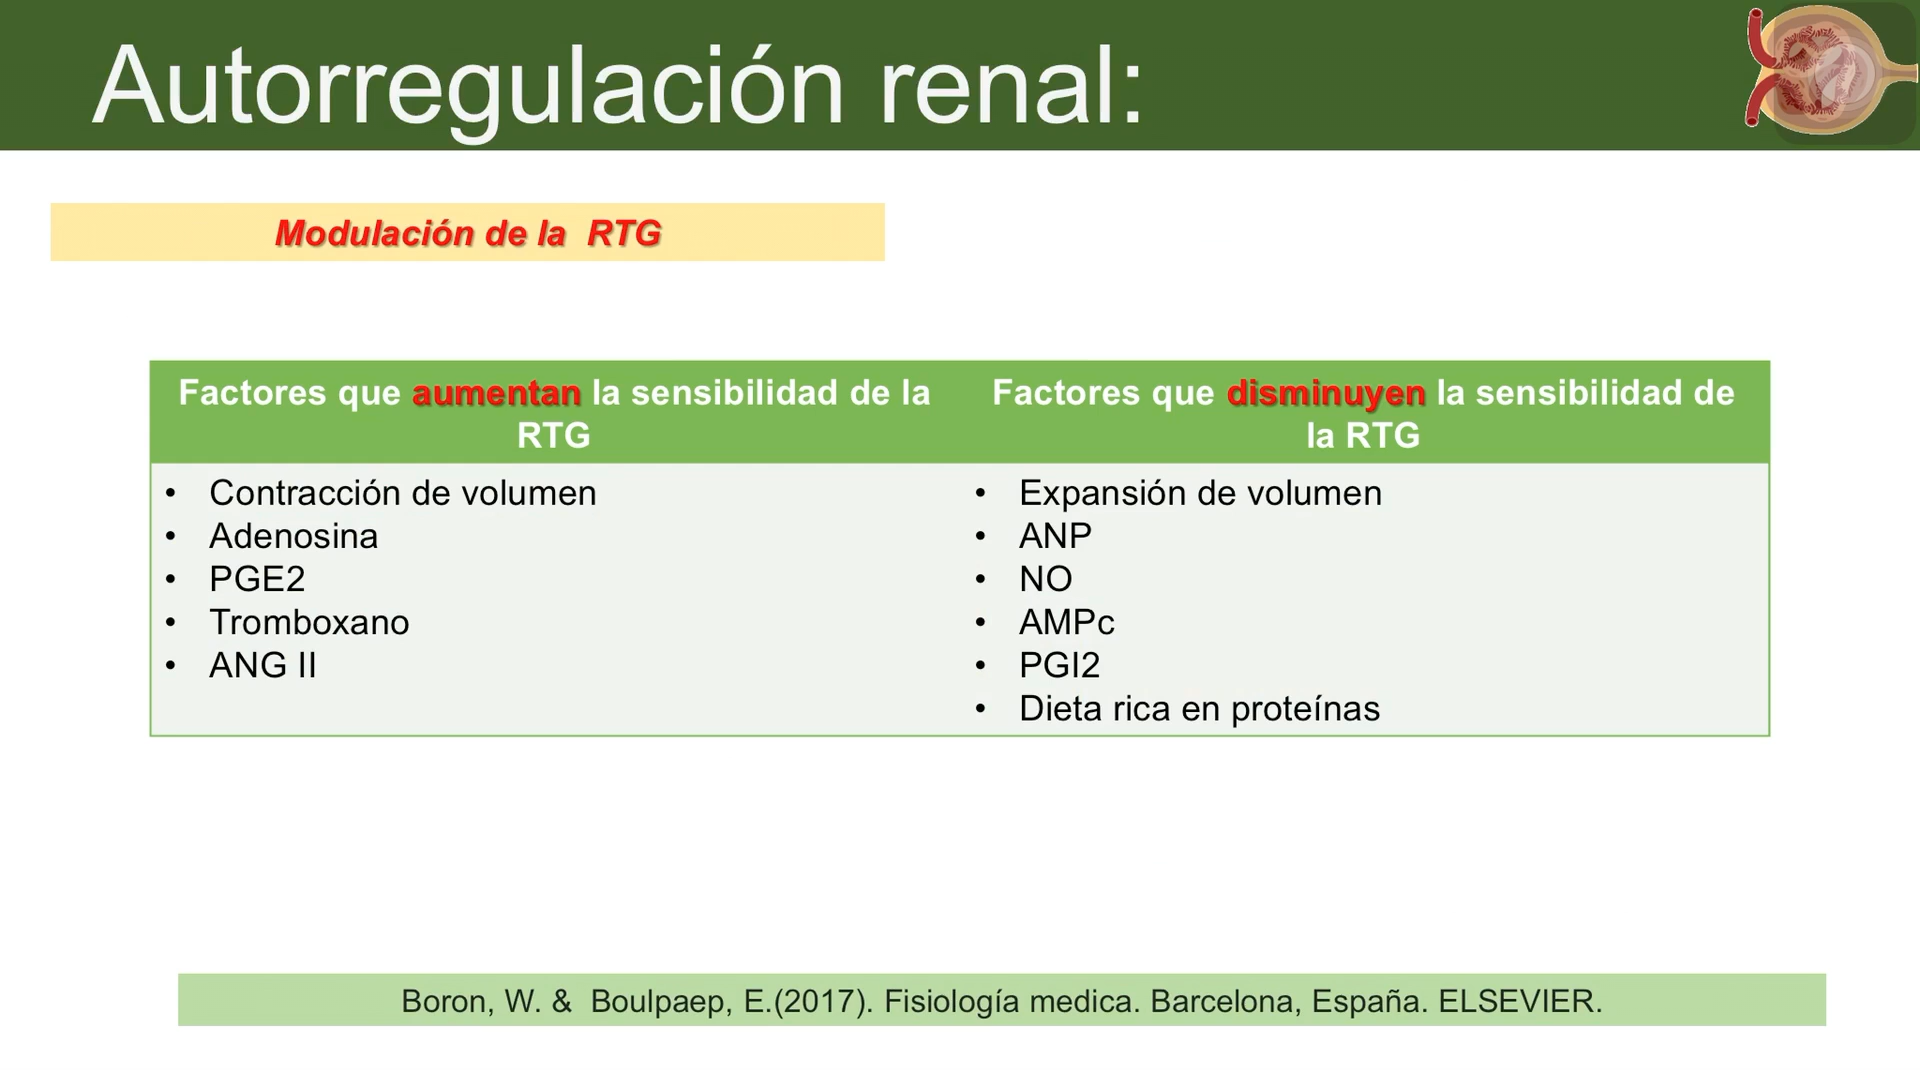 Autorregulación renal:
Modulación de la  RTG
Factores que aumentan la sensibilidad de la
RTG
Factores que disminuyen la sensibilidad de
la RTG
• Contracción de volumen
• Adenosina
• PGE2
• Tromboxano
• ANG II
• Expansión de volumen
• ANP
• NO
• AMPc
• PGI2
• Dieta rica en proteínas
Boron, W. &  Boulpaep, E.(2017). Fisiología medica. Barcelona, España. ELSEVIER.